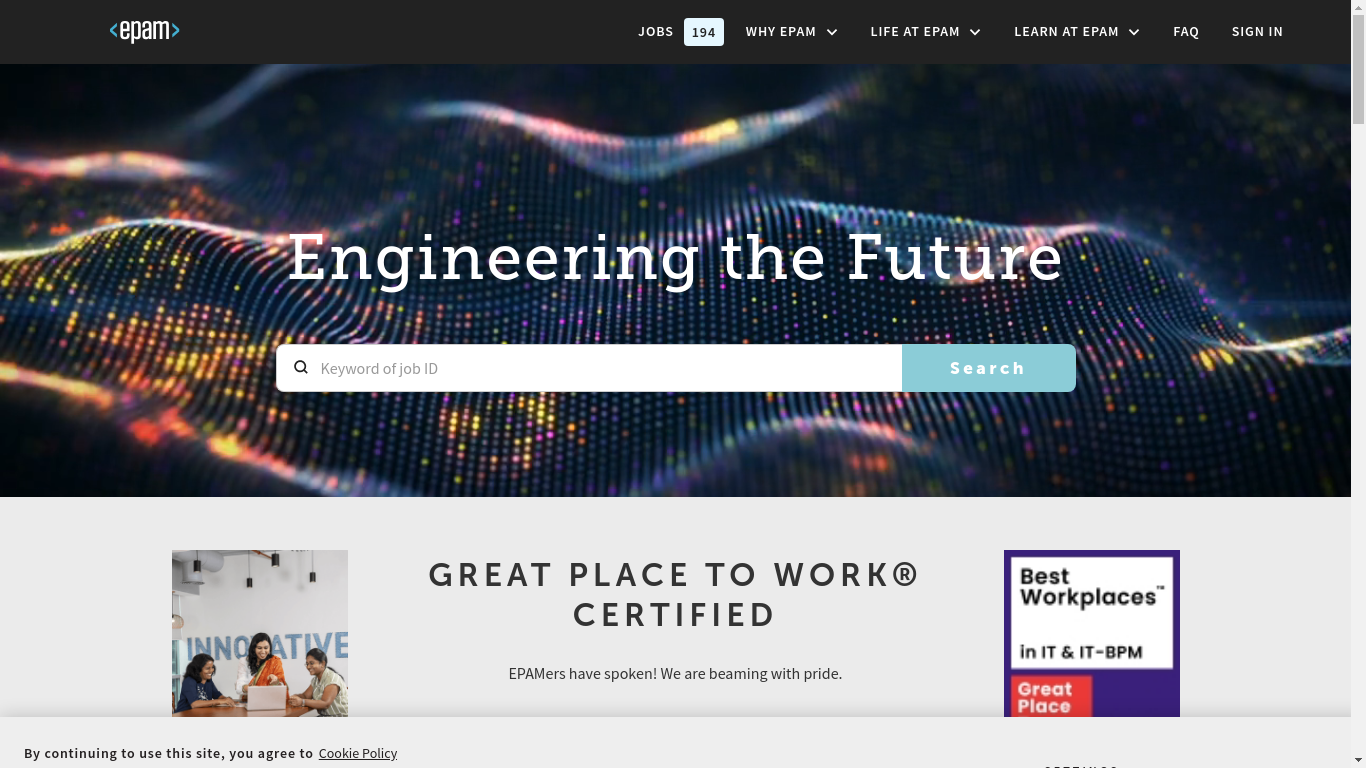 <epam>
JOBS 194 WHY EPAM LIFE AT EPAM LEARN AT EPAM FAQ SIGN IN
Engineering the Future
Keyword of job ID
Search
GREAT PLACE TO WORK®
CERTIFIED
EPAMers have spoken! We are beaming with pride.
INNOVATIVE
Best
Workplaces™
in IT & IT-BPM
Great
Place
By continuing to use this site, you agree to Cookie Policy